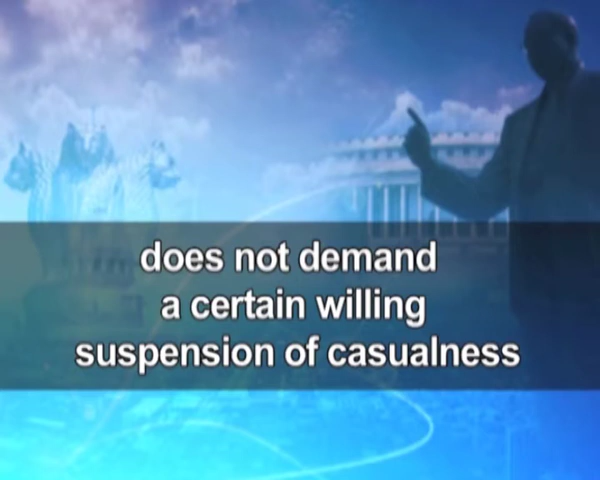 does not demand
a certain willing
suspension of casualness